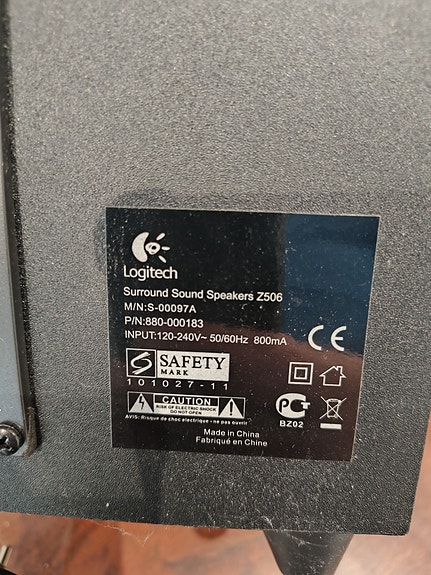 Logitech
Surround Sound Speakers Z506
M/N:S-00097A
P/N:880-000183
INPUT:120-240V~ 50/60Hz 800mA
CE
S SAFETY
MARK
101027-11
CAUTION
RISK OF ELECTRIC SHOCK
DO NOT OPEN
AVIS: Risque de choc electrique - ne pas ouvrir
PCT
BZ02
Made in China
Fabriqué en Chine